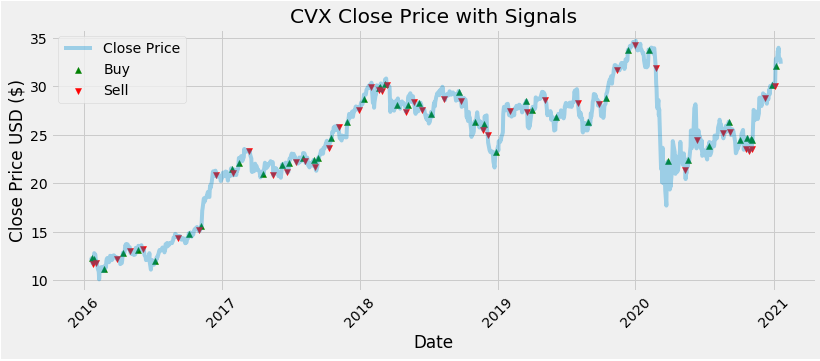 CVX Close Price with Signals
Close Price
Buy
Sell
Close Price USD ($)
35
30
25
20
15
10
2016
2017
2018
2019
2020
2021
Date